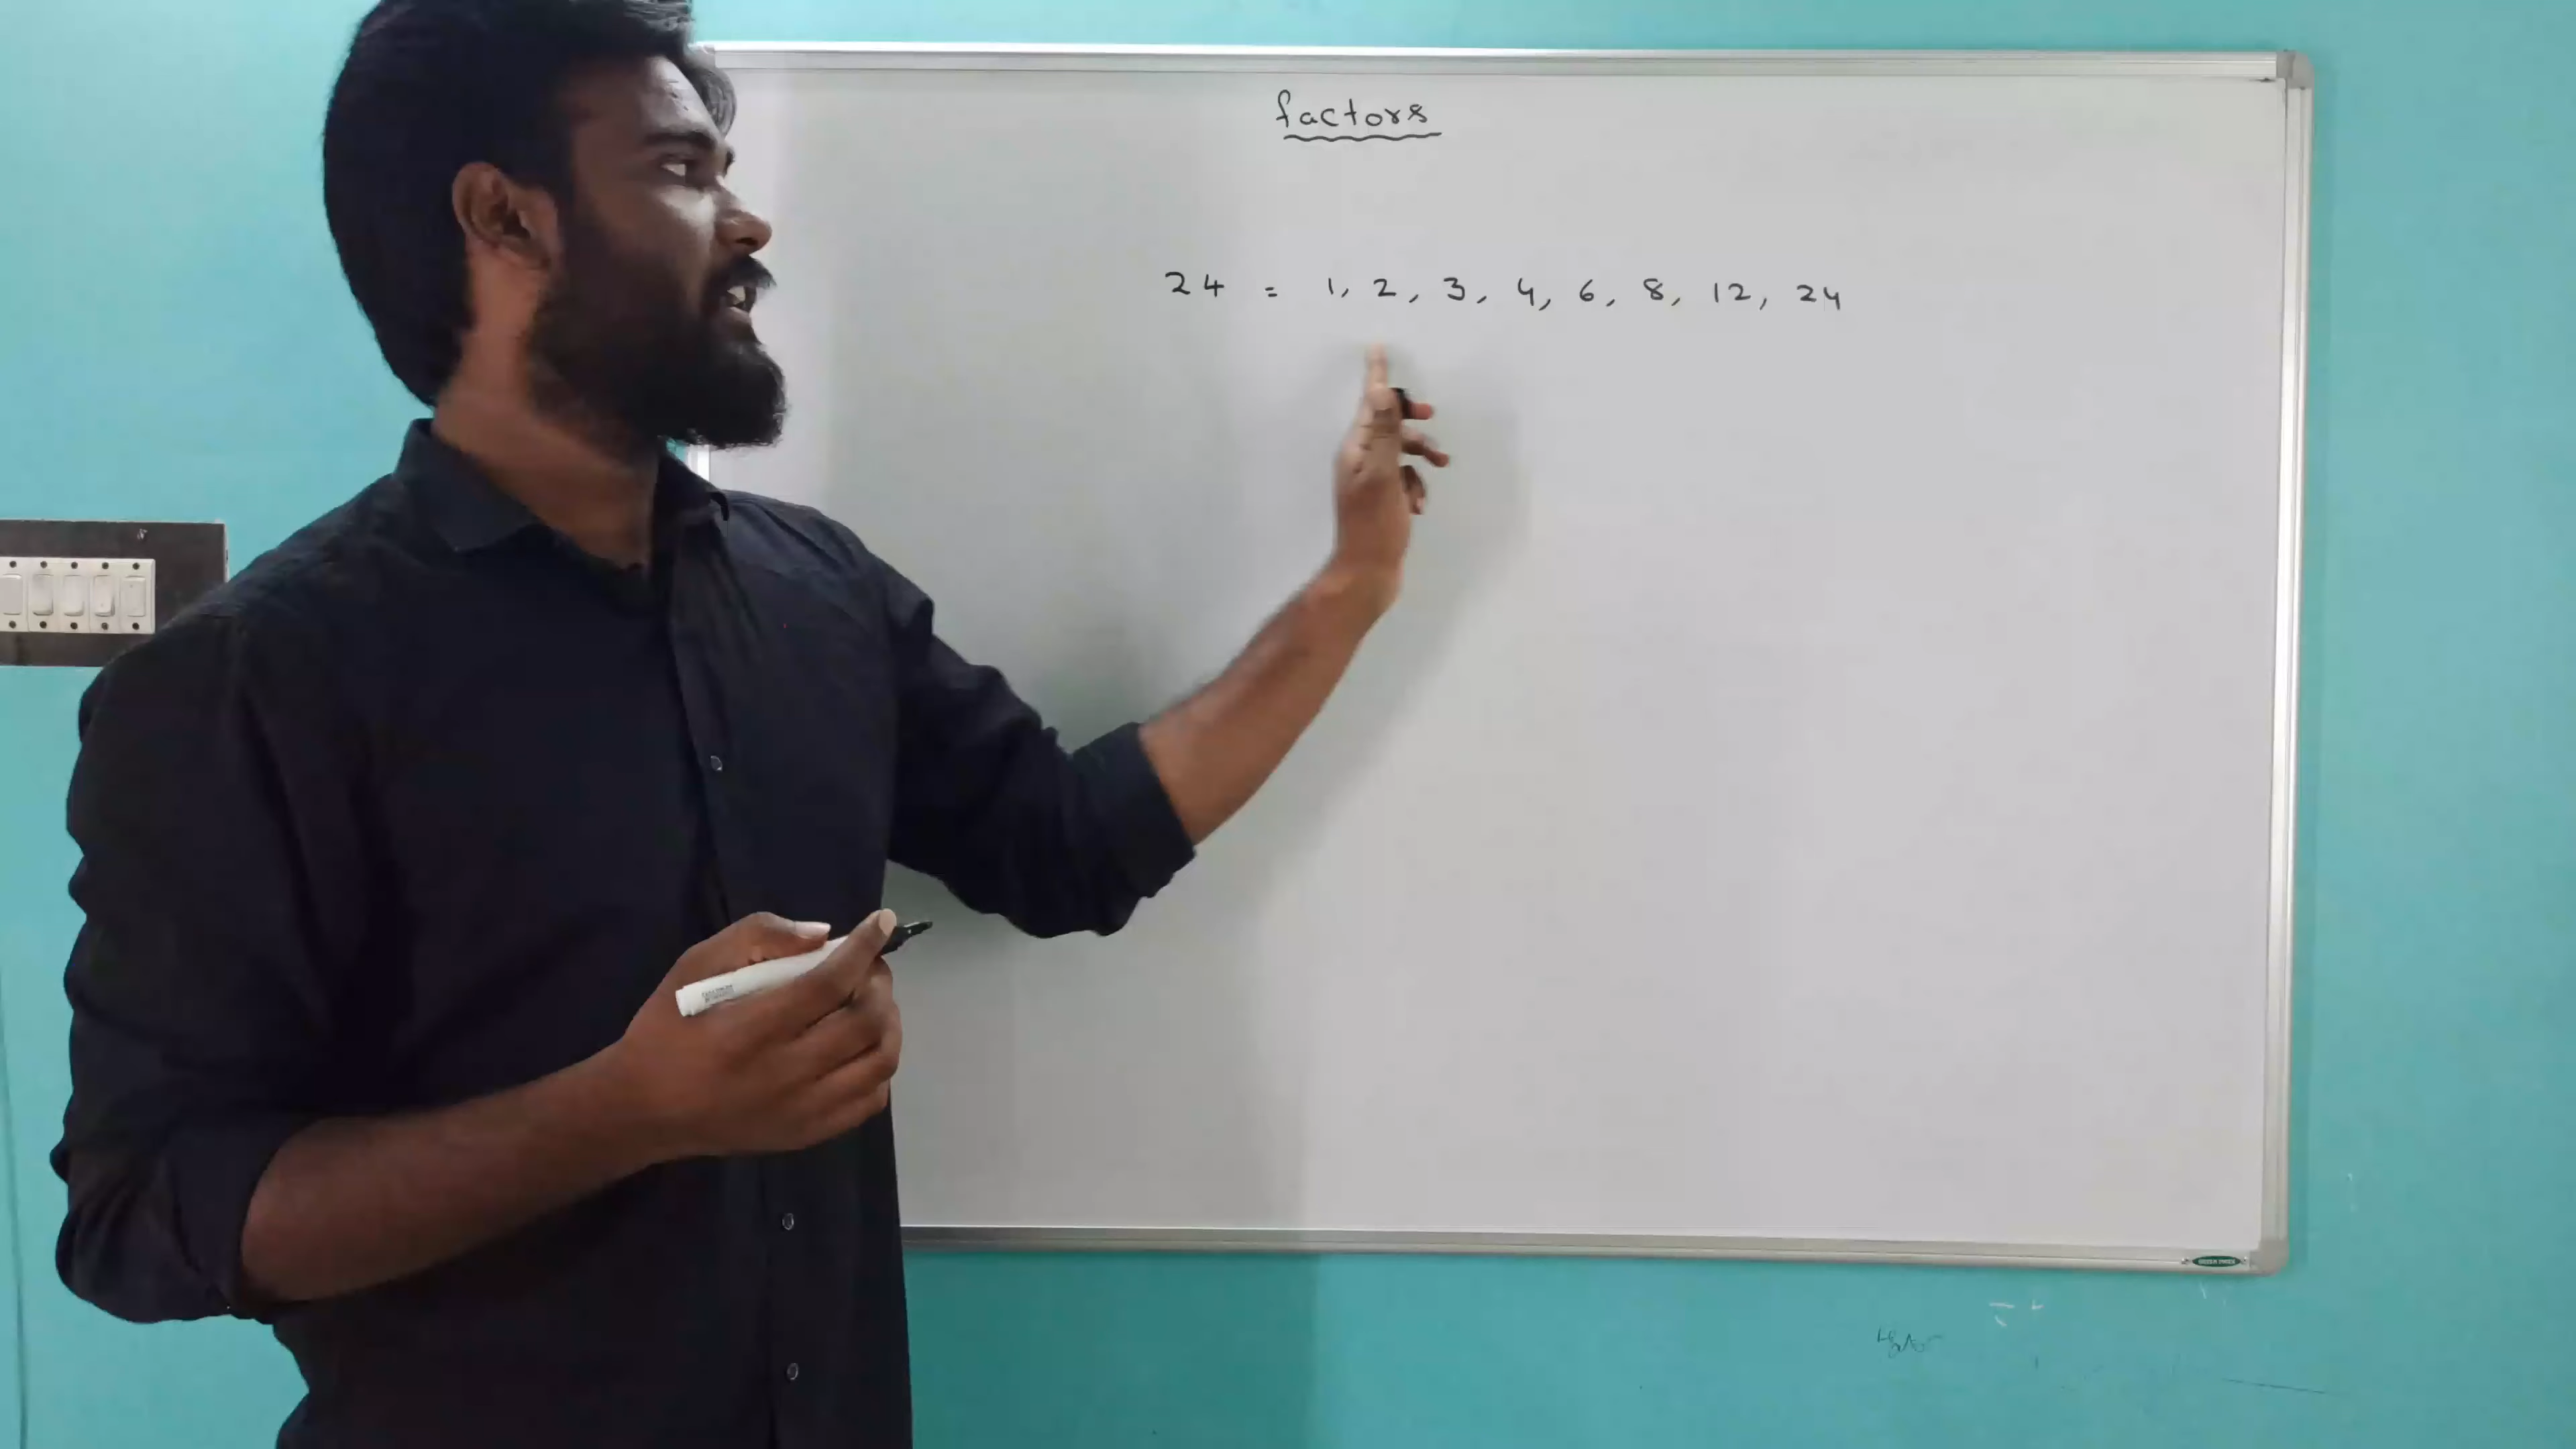 factors
24 = 1, 2, 3, 4, 6, 8, 12, 24